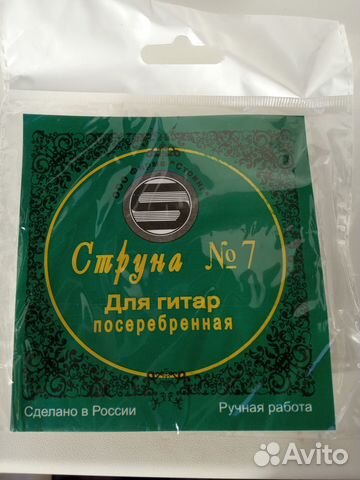 Струна №7
Для гитар
посеребренная
Сделано в России
Ручная работа
Avito